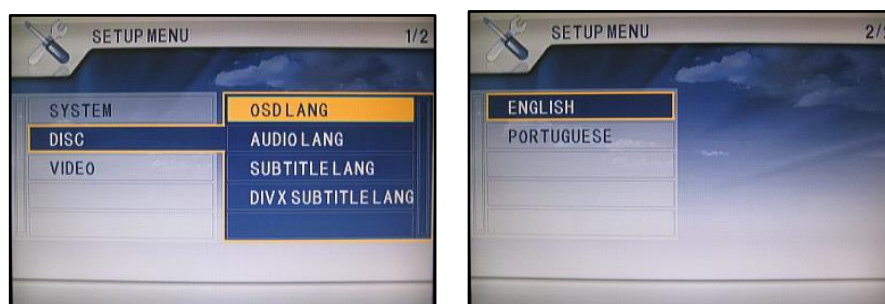 SETUP MENU 1/2
SYSTEM
DISC
VIDEO
OSD LANG
AUDIO LANG
SUBTITLE LANG
DIVX SUBTITLE LANG
SETUP MENU 2/
ENGLISH
PORTUGUESE